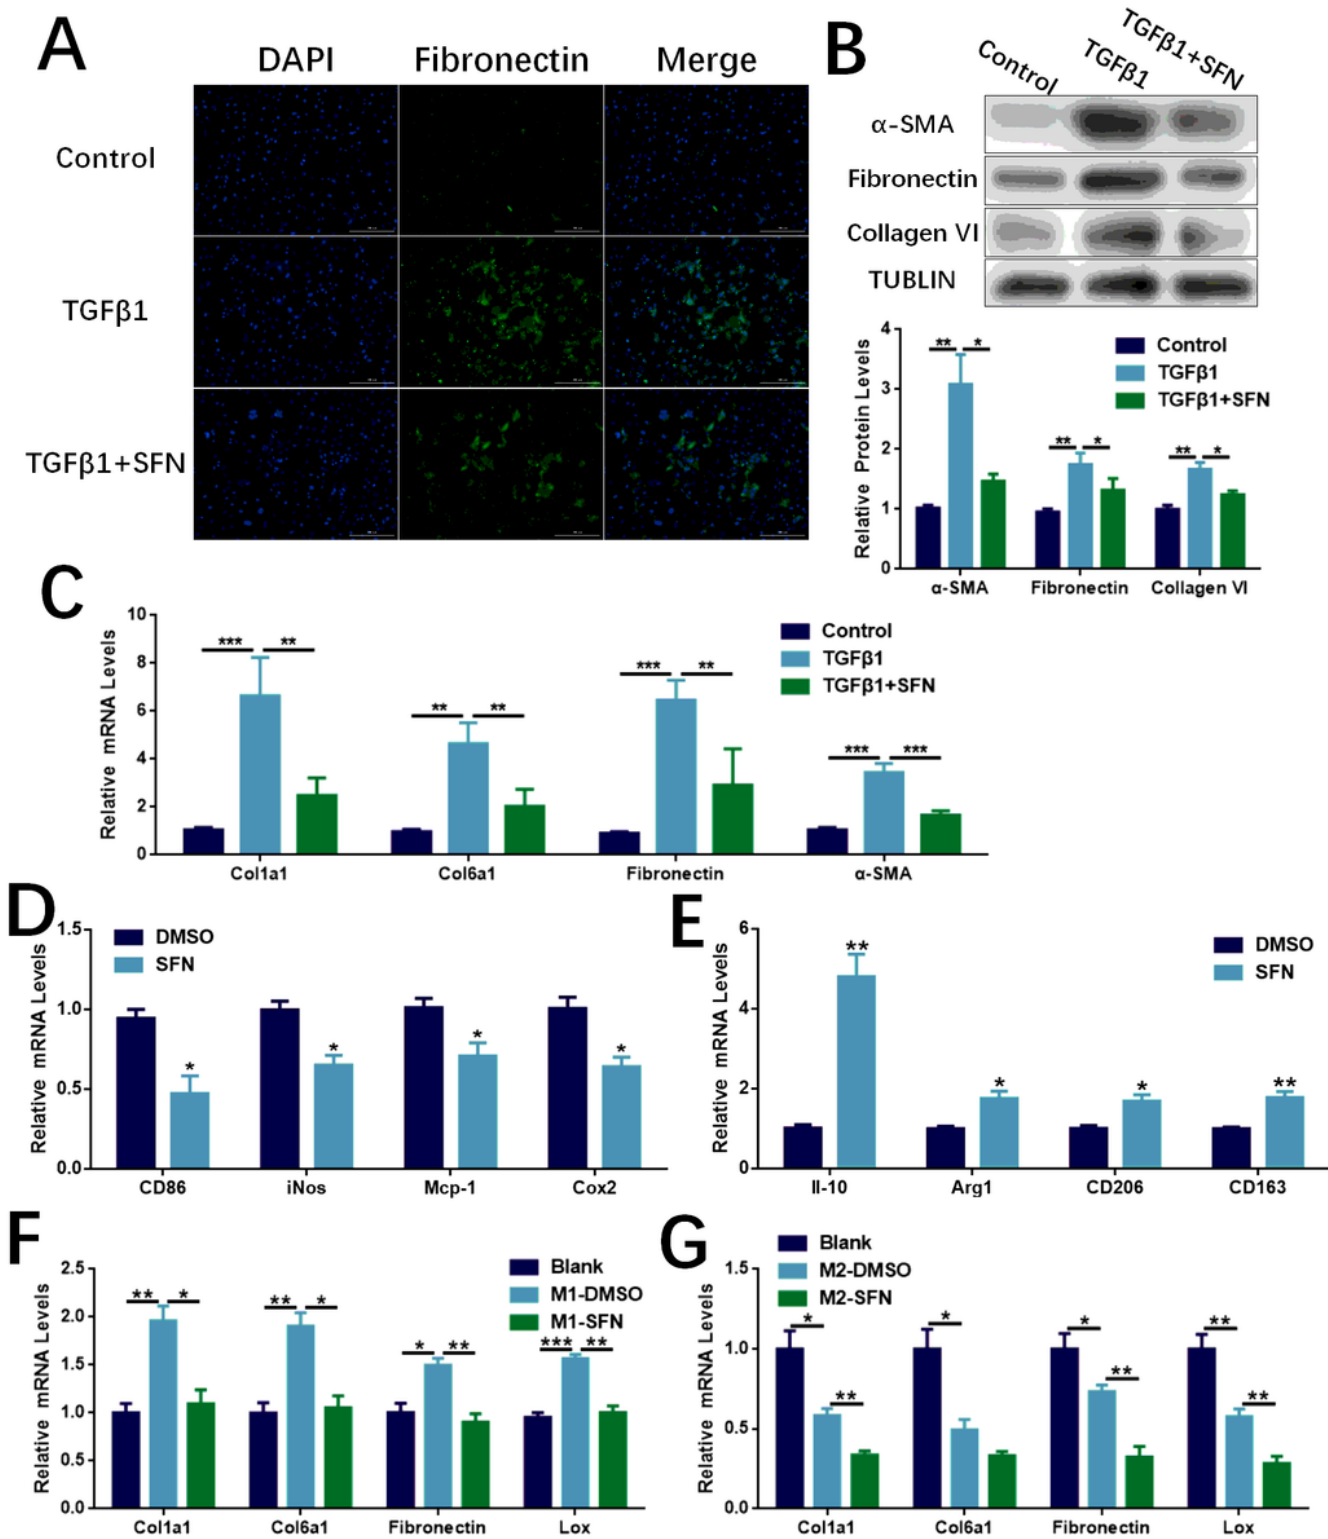 A
DAPI Fibronectin Merge
Control
TGFβ1
TGFβ1+SFN
B
Control TGFβ1 TGFβ1+SFN
α-SMA
Fibronectin
Collagen VI
TUBLIN
Relative Protein Levels
4
3
2
1
0
** * ** * ** *
Control
TGFβ1
TGFβ1+SFN
α-SMA Fibronectin Collagen VI
C
Relative mRNA Levels
10
8
6
4
2
0
*** ** ** ** *** ** *** ***
Control
TGFβ1
TGFβ1+SFN
Col1a1 Col6a1 Fibronectin α-SMA
D
Relative mRNA Levels
1.5
1.0
0.5
0.0
DMSO
SFN
* * * *
CD86 iNos Mcp-1 Cox2
E
Relative mRNA Levels
6
4
2
0
** * * **
DMSO
SFN
Il-10 Arg1 CD206 CD163
F
Relative mRNA Levels
2.5
2.0
1.5
1.0
0.5
0.0
** * ** * * ** *** **
Blank
M1-DMSO
M1-SFN
Col1a1 Col6a1 Fibronectin Lox
G
Relative mRNA Levels
1.5
1.0
0.5
0.0
Blank
M2-DMSO
M2-SFN
* ** * * ** ** **
Col1a1 Col6a1 Fibronectin Lox